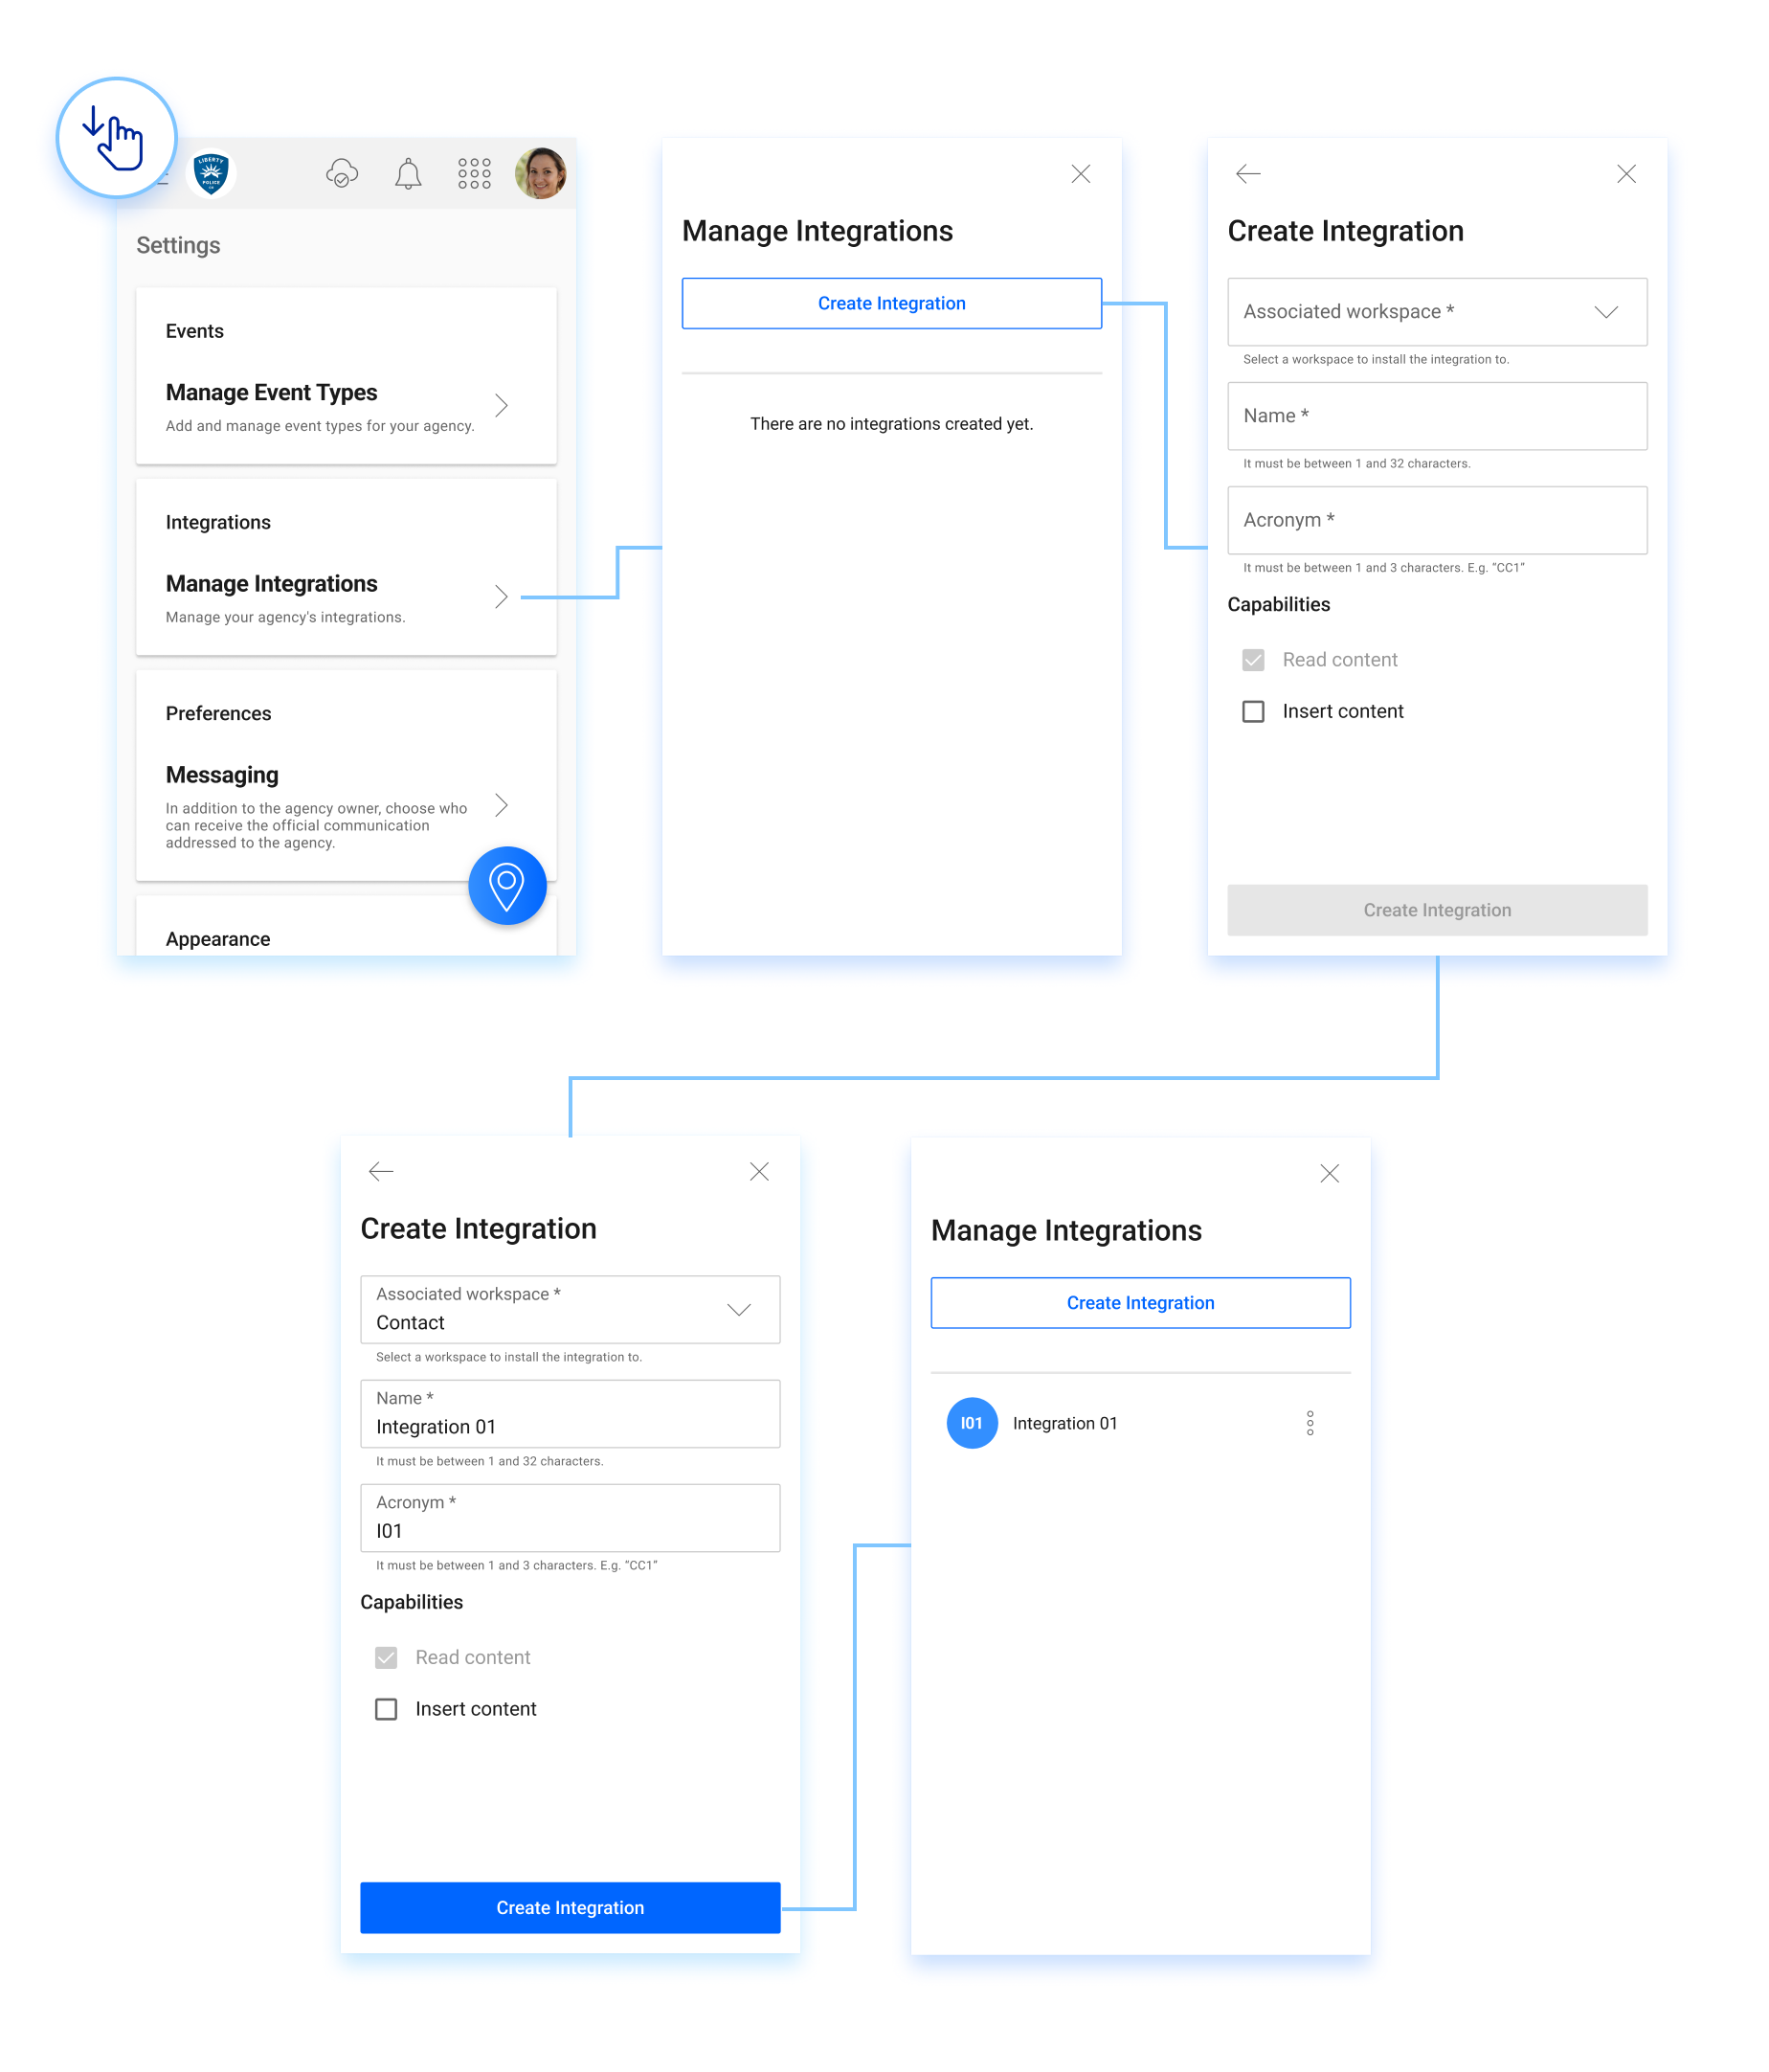 LIBERTY
POLICE
Settings
Events
Manage Event Types
Add and manage event types for your agency.
Integrations
Manage Integrations
Manage your agency's integrations.
Preferences
Messaging
In addition to the agency owner, choose who
can receive the official communication
addressed to the agency.
Appearance
Manage Integrations
Create Integration
There are no integrations created yet.
Create Integration
Associated workspace *
Select a workspace to install the integration to.
Name *
It must be between 1 and 32 characters.
Acronym *
It must be between 1 and 3 characters. E.g. “CC1”
Capabilities
Read content
Insert content
Create Integration
Create Integration
Associated workspace *
Contact
Select a workspace to install the integration to.
Name *
Integration 01
It must be between 1 and 32 characters.
Acronym *
I01
It must be between 1 and 3 characters. E.g. “CC1”
Capabilities
Read content
Insert content
Create Integration
Manage Integrations
Create Integration
I01 Integration 01